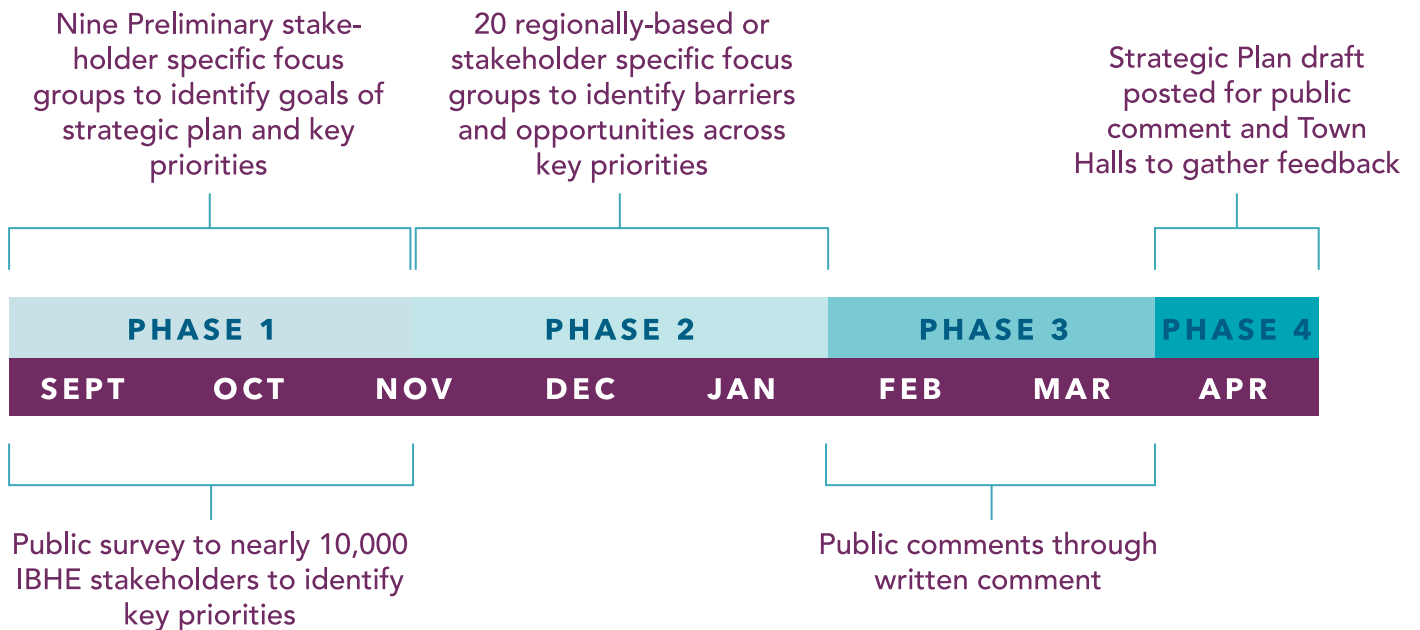 Nine Preliminary stake-
holder specific focus
groups to identify goals of
strategic plan and key
priorities
20 regionally-based or
stakeholder specific focus
groups to identify barriers
and opportunities across
key priorities
Strategic Plan draft
posted for public
comment and Town
Halls to gather feedback
PHASE 1 PHASE 2 PHASE 3 PHASE 4
SEPT OCT NOV DEC JAN FEB MAR APR
Public survey to nearly 10,000
IBHE stakeholders to identify
key priorities
Public comments through
written comment